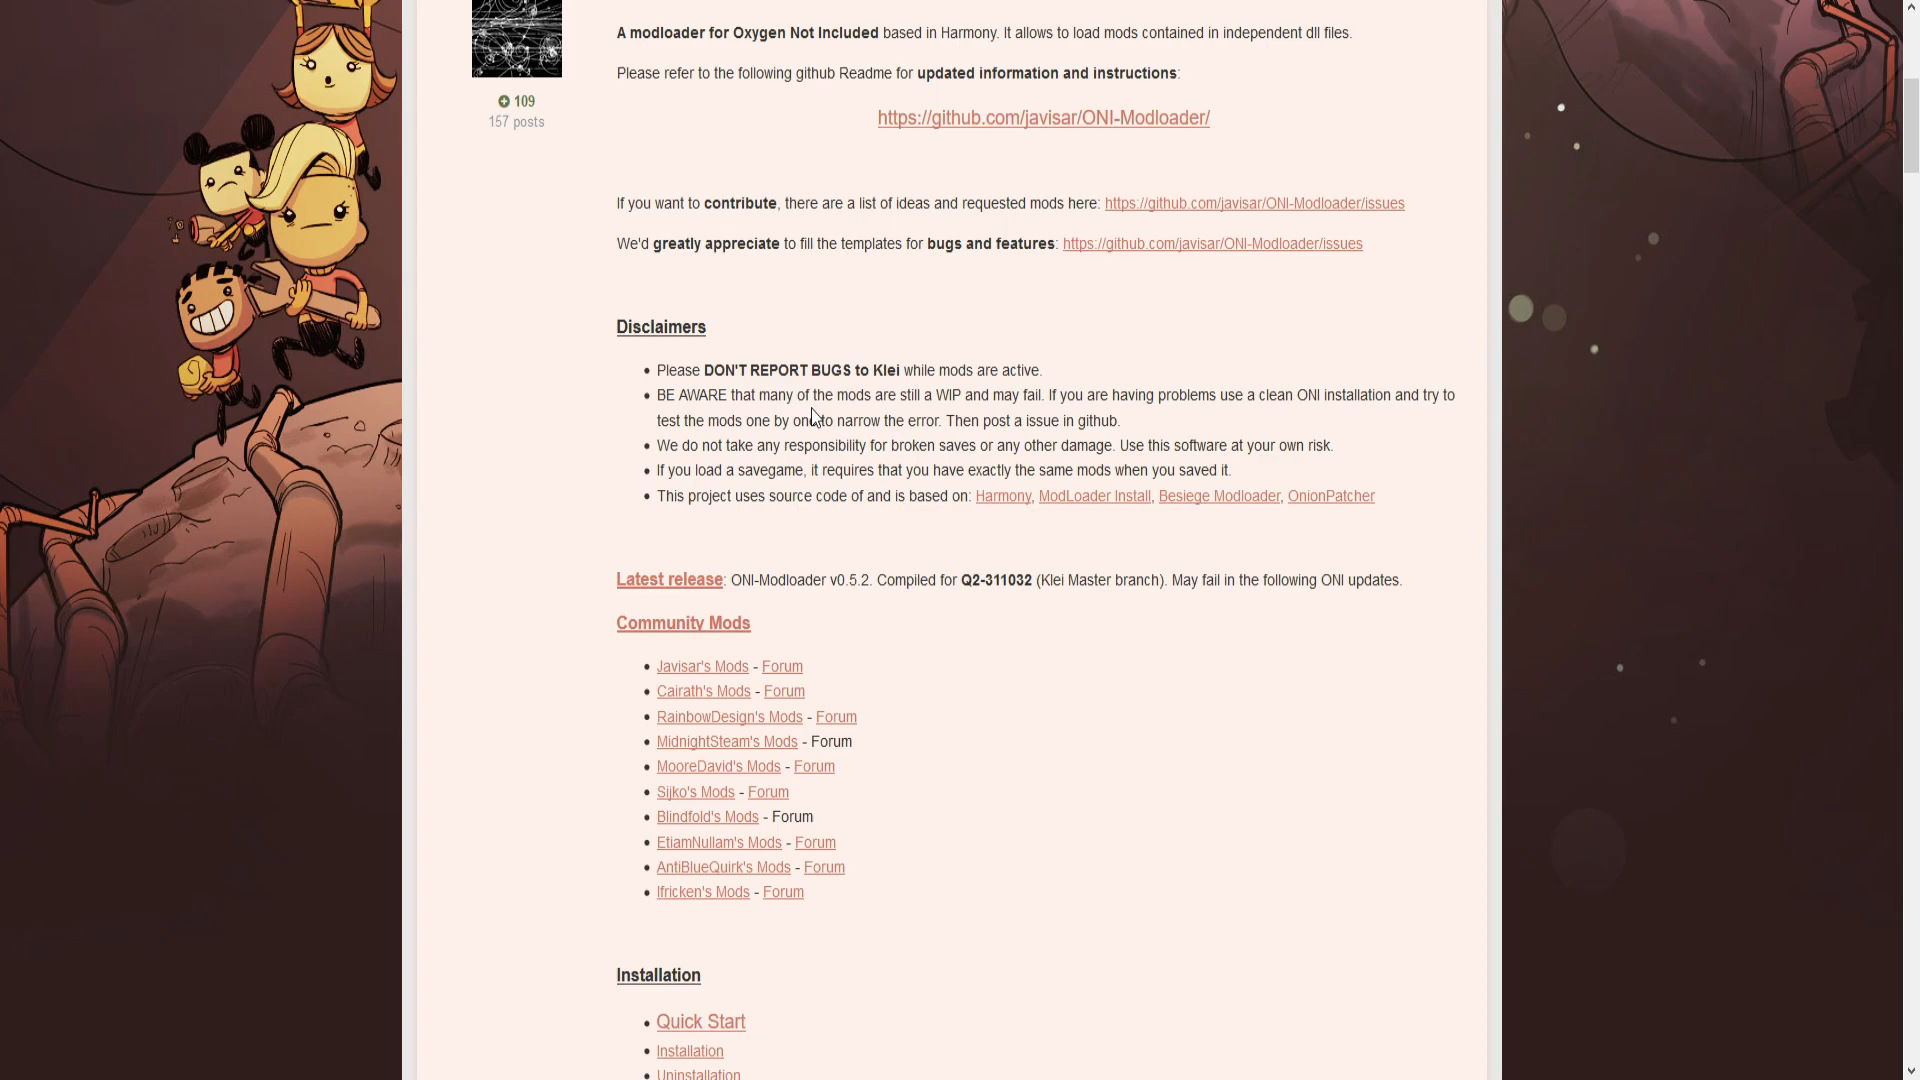 A modloader for Oxygen Not Included based in Harmony. It allows to load mods contained in independent dll files.
109
157 posts
Please refer to the following github Readme for updated information and instructions:
https://github.com/javisar/ONI-Modloader/
If you want to contribute, there are a list of ideas and requested mods here: https://github.com/javisar/ONI-Modloader/issues
We'd greatly appreciate to fill the templates for bugs and features: https://github.com/javisar/ONI-Modloader/issues
Disclaimers
• Please DON'T REPORT BUGS to Klei while mods are active.
• BE AWARE that many of the mods are still a WIP and may fail. If you are having problems use a clean ONI installation and try to
test the mods one by one to narrow the error. Then post a issue in github.
• We do not take any responsibility for broken saves or any other damage. Use this software at your own risk.
• If you load a savegame, it requires that you have exactly the same mods when you saved it.
• This project uses source code of and is based on: Harmony, ModLoader Install, Besiege Modloader, OnionPatcher
Latest release: ONI-Modloader v0.5.2. Compiled for Q2-311032 (Klei Master branch). May fail in the following ONI updates.
Community Mods
• Javisar's Mods - Forum
• Cairath's Mods - Forum
• RainbowDesign's Mods - Forum
• MidnightSteam's Mods - Forum
• MooreDavid's Mods - Forum
• Sijko's Mods - Forum
• Blindfold's Mods - Forum
• EtiamNullam's Mods - Forum
• AntiBlueQuirk's Mods - Forum
• Ifricken's Mods - Forum
Installation
• Quick Start
• Installation
• Uninstallation